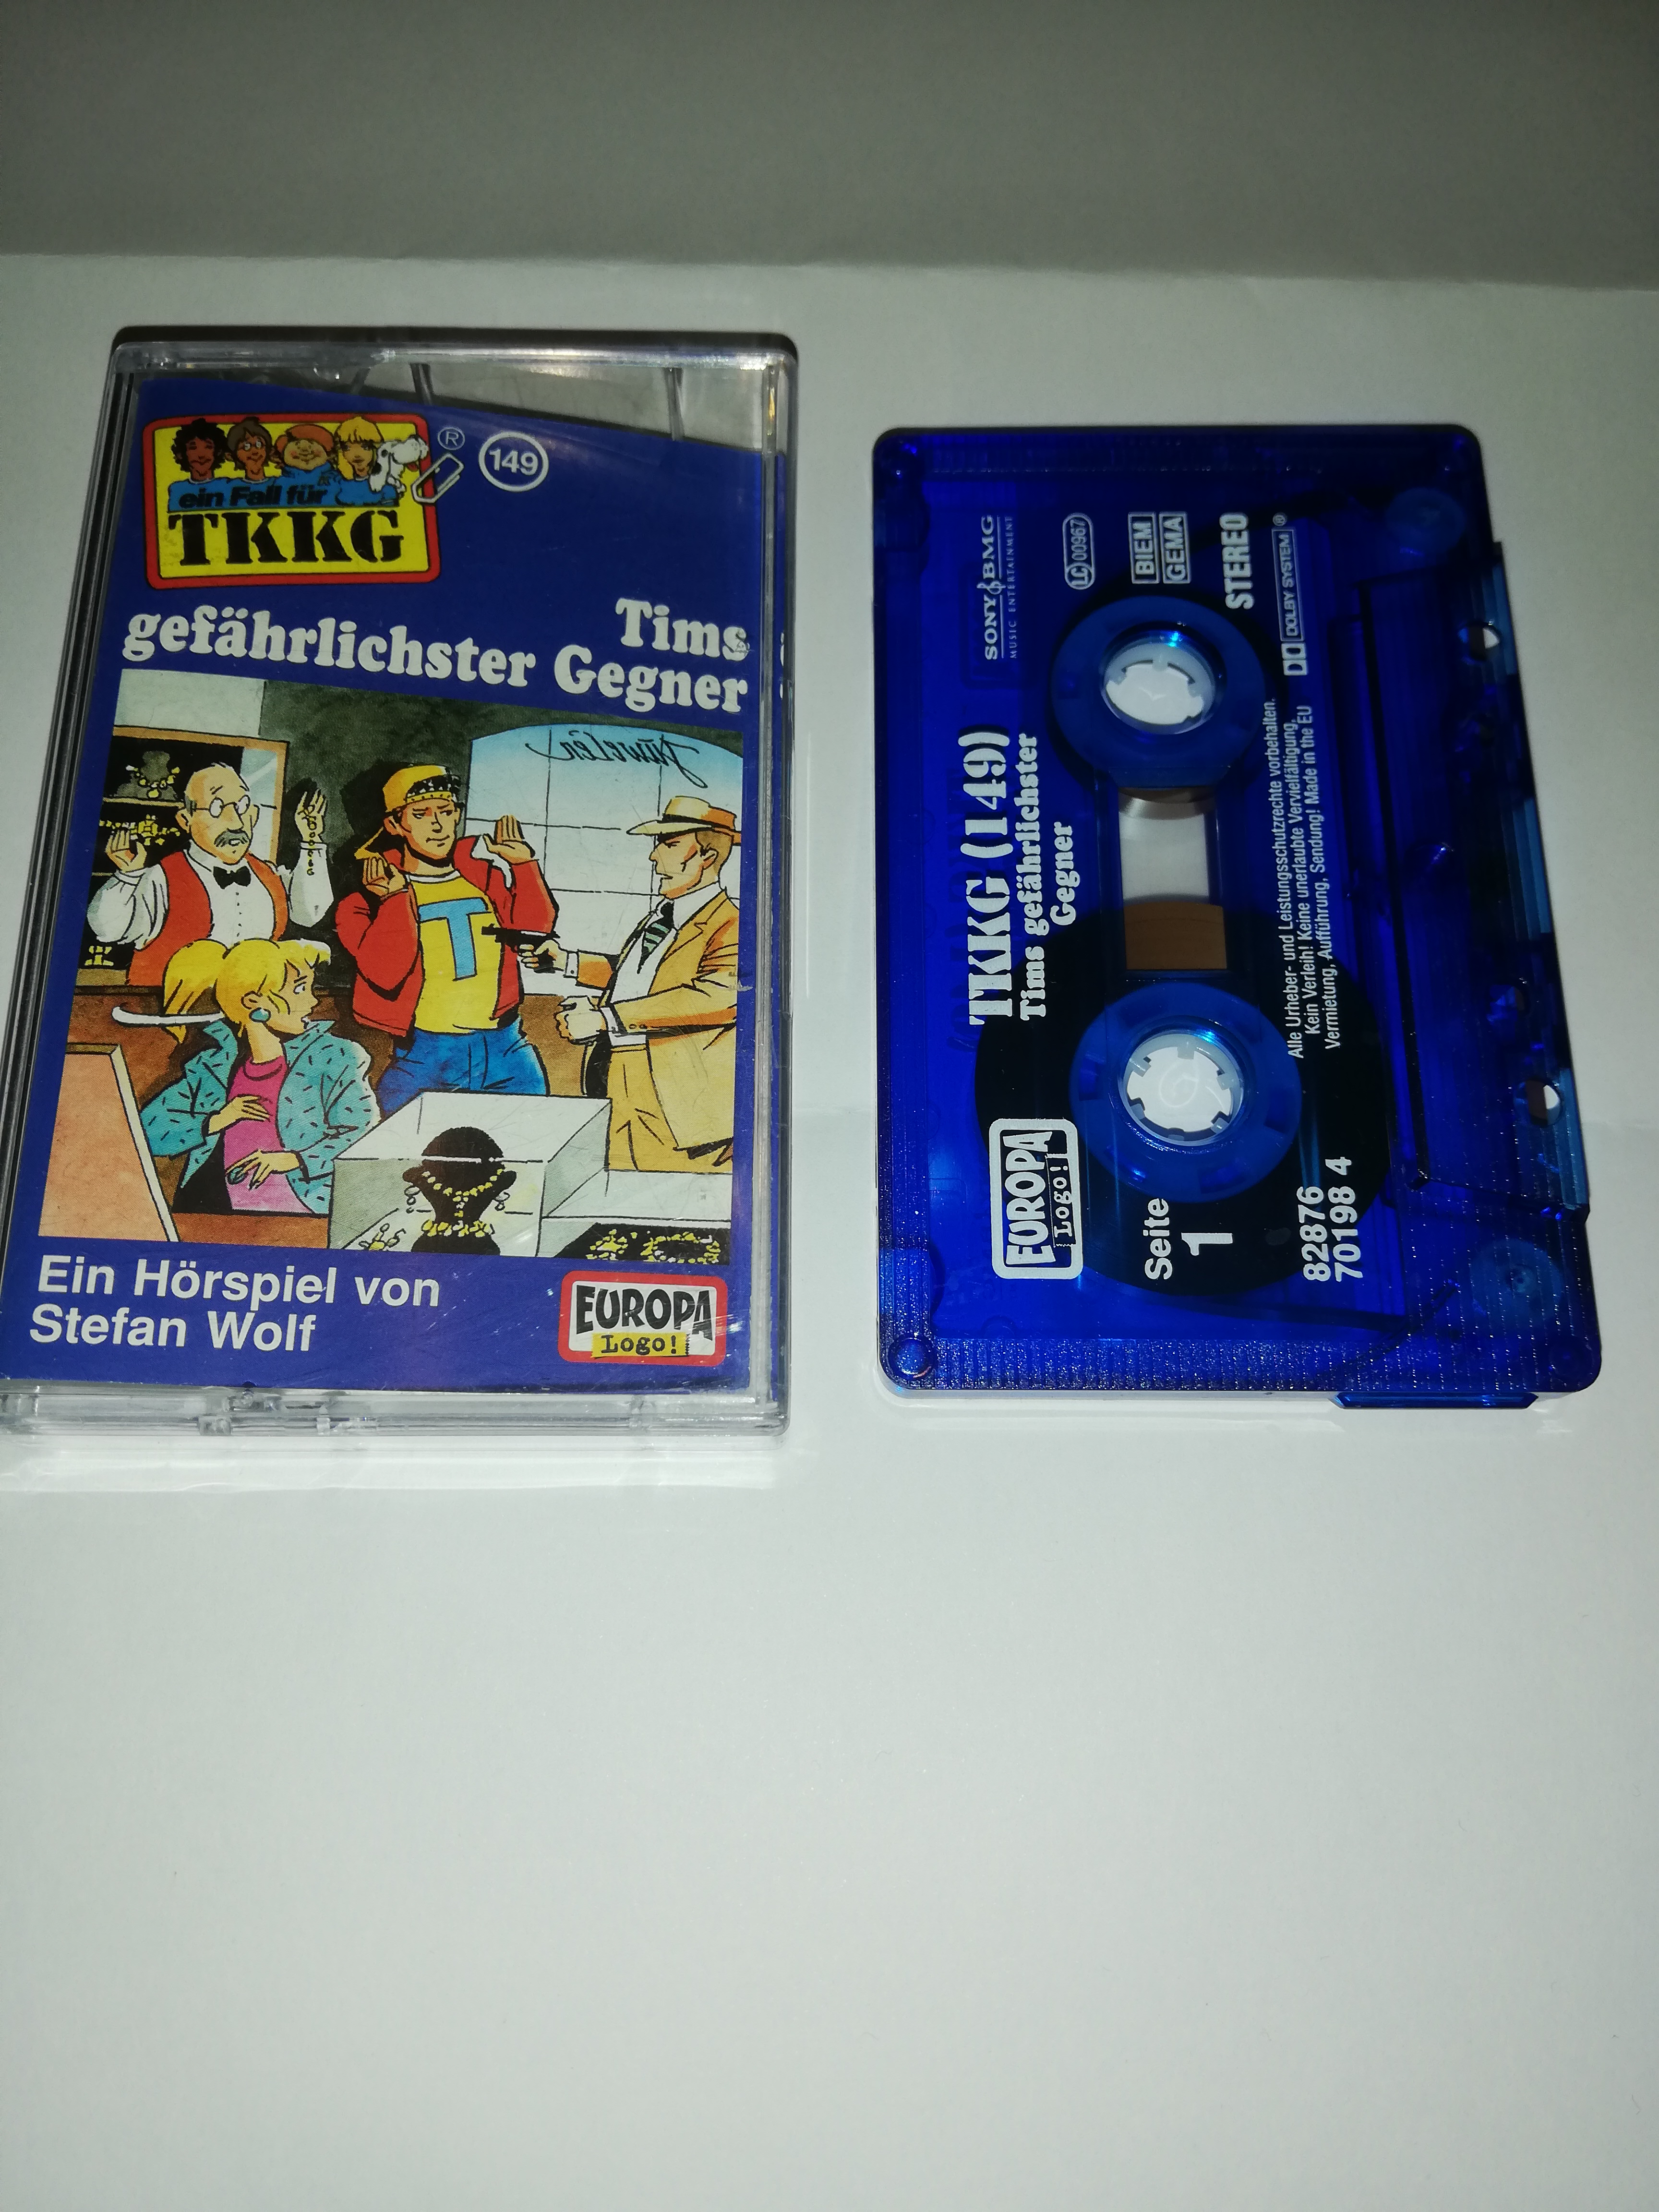 ein Fall für
TKKG
®
149
Tims
gefährlichster Gegner
Juwelier
Ein Hörspiel von
Stefan Wolf
EUROPA
Logo!
SONY BMG
MUSIC ENTERTAINMENT
LC 00967
BIEM
GEMA
STEREO
DOLBY SYSTEM ®
TKKG (149)
Tims gefährlichster
Gegner
Alle Urheber- und Leistungsschutzrechte vorbehalten.
Kein Verleih! Keine unerlaubte Vervielfältigung,
Vermietung, Aufführung, Sendung! Made in the EU
EUROPA
Logo!
Seite
1
82876
70198 4